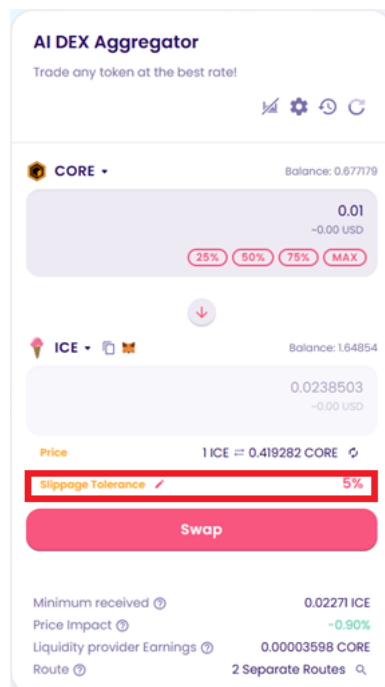 AI DEX Aggregator
Trade any token at the best rate!
CORE Balance: 0.677179
0.01
~0.00 USD
25% 50% 75% MAX
ICE Balance: 1.64854
0.0238503
~0.00 USD
Price 1 ICE ⇌ 0.419282 CORE
Slippage Tolerance 5%
Swap
Minimum received 0.02271 ICE
Price Impact -0.90%
Liquidity provider Earnings 0.00003598 CORE
Route 2 Separate Routes